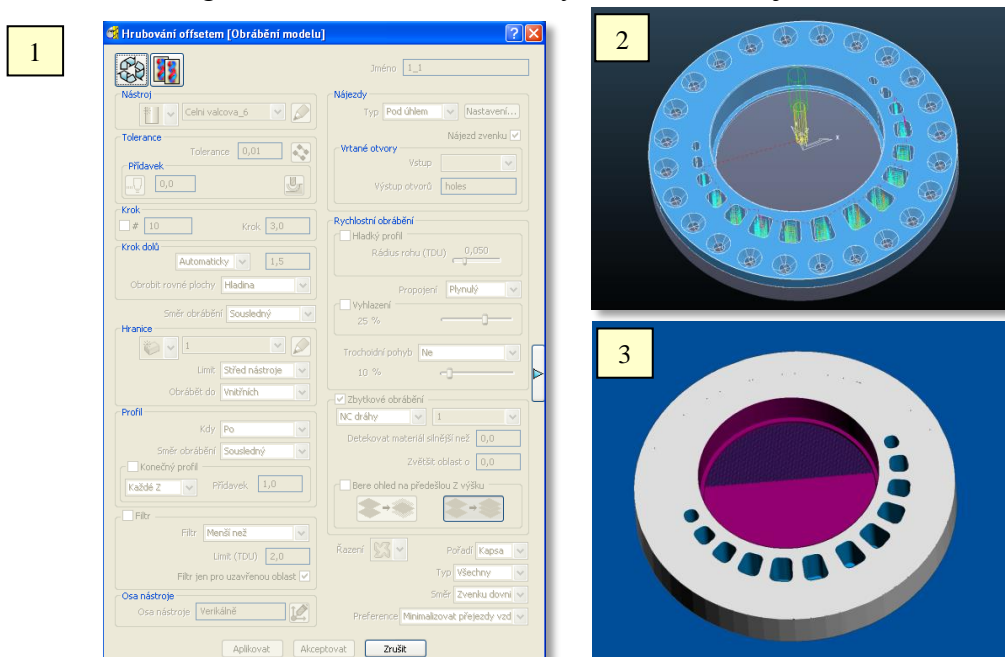 1
Hrubování offsetem [Obrábění modelu]
Jméno 1_1
Nástroj
Celni valcova_6
Tolerance
Tolerance 0,01
Přídavek
0,0
Krok
# 10 Krok 3,0
Krok dolů
Automaticky 1,5
Obrobit rovné plochy Hladina
Směr obrábění Sousledný
Hranice
1
Limit Střed nástroje
Obrábět do Vnitřních
Profil
Kdy Po
Směr obrábění Sousledný
Konečný profil
Každé Z Přídavek 1,0
Filtr
Filtr Menší než
Limit (TDU) 2,0
Filtr jen pro uzavřenou oblast
Osa nástroje
Osa nástroje Verikálně
Nájezdy
Typ Pod úhlem Nastavení...
Nájezd zvenku
Vrtané otvory
Vstup
Výstup otvorů holes
Rychlostní obrábění
Hladký profil
Rádius rohu (TDU) 0,050
Propojení Plynulý
Vyhlazení
25 %
Trochoidní pohyb Ne
10 %
Zbytkové obrábění
NC dráhy 1
Detekovat materiál silnější než 0,0
Zvětšit oblast o 0,0
Bere ohled na předešlou Z výšku
Řazení Pořadí Kapsa
Typ Všechny
Směr Zvenku dovni
Preference Minimalizovat přejezdy vzd
Aplikovat Akceptovat Zrušit
2
3